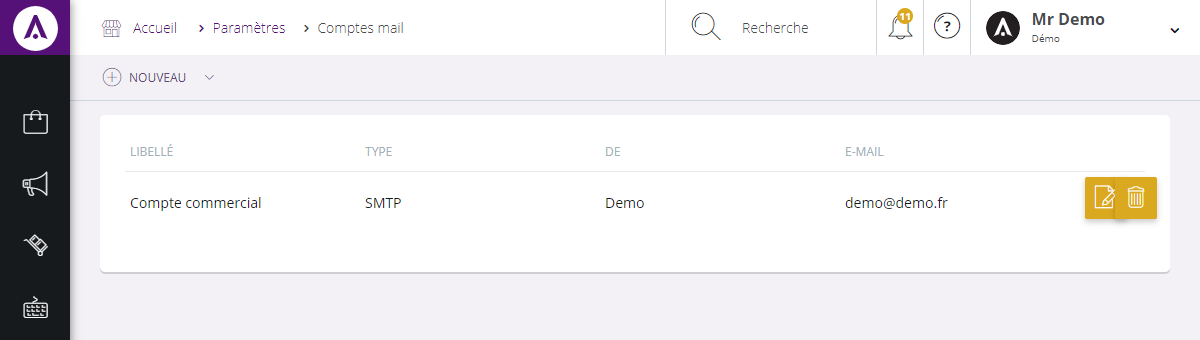 Accueil > Paramètres > Comptes mail
Recherche
11
?
Mr Demo
Démo
NOUVEAU
LIBELLÉ TYPE DE E-MAIL
Compte commercial SMTP Demo demo@demo.fr